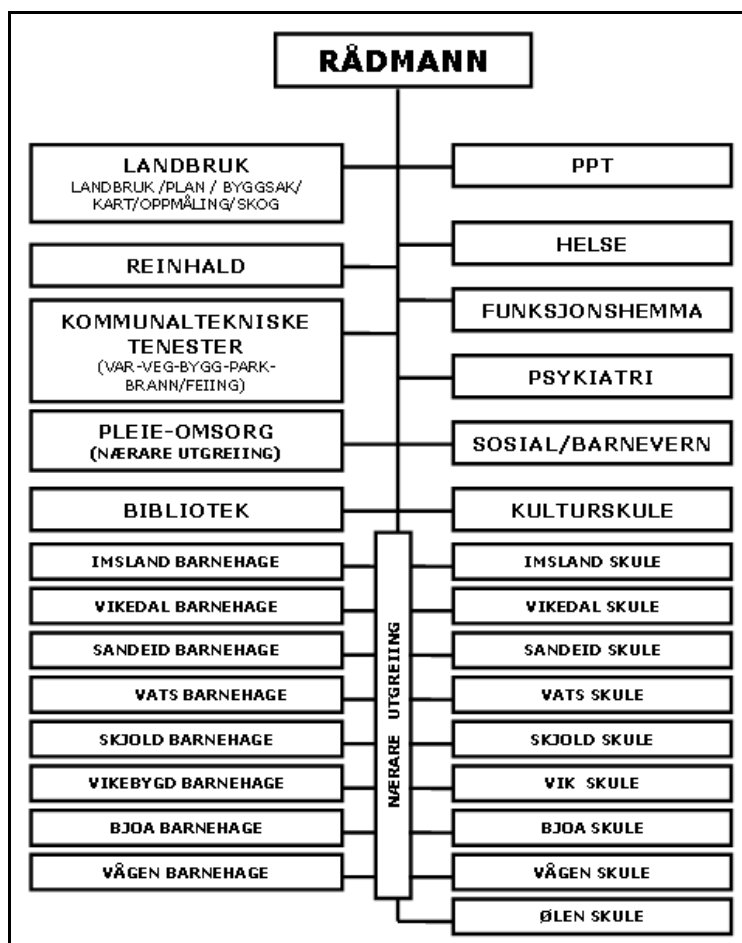 RÅDMANN
LANDBRUK
LANDBRUK /PLAN / BYGGSAK/
KART/OPPMÅLING/SKOG
PPT
REINHALD
HELSE
KOMMUNALTEKNISKE
TENESTER
(VAR-VEG-BYGG-PARK-
BRANN/FEIING)
FUNKSJONSHEMMA
PSYKIATRI
PLEIE-OMSORG
(NÆRARE UTGREIING)
SOSIAL/BARNEVERN
BIBLIOTEK
KULTURSKULE
NÆRARE UTGREIING
IMSLAND BARNEHAGE
IMSLAND SKULE
VIKEDAL BARNEHAGE
VIKEDAL SKULE
SANDEID BARNEHAGE
SANDEID SKULE
VATS BARNEHAGE
VATS SKULE
SKJOLD BARNEHAGE
SKJOLD SKULE
VIKEBYGD BARNEHAGE
VIK SKULE
BJOA BARNEHAGE
BJOA SKULE
VÅGEN BARNEHAGE
VÅGEN SKULE
ØLEN SKULE